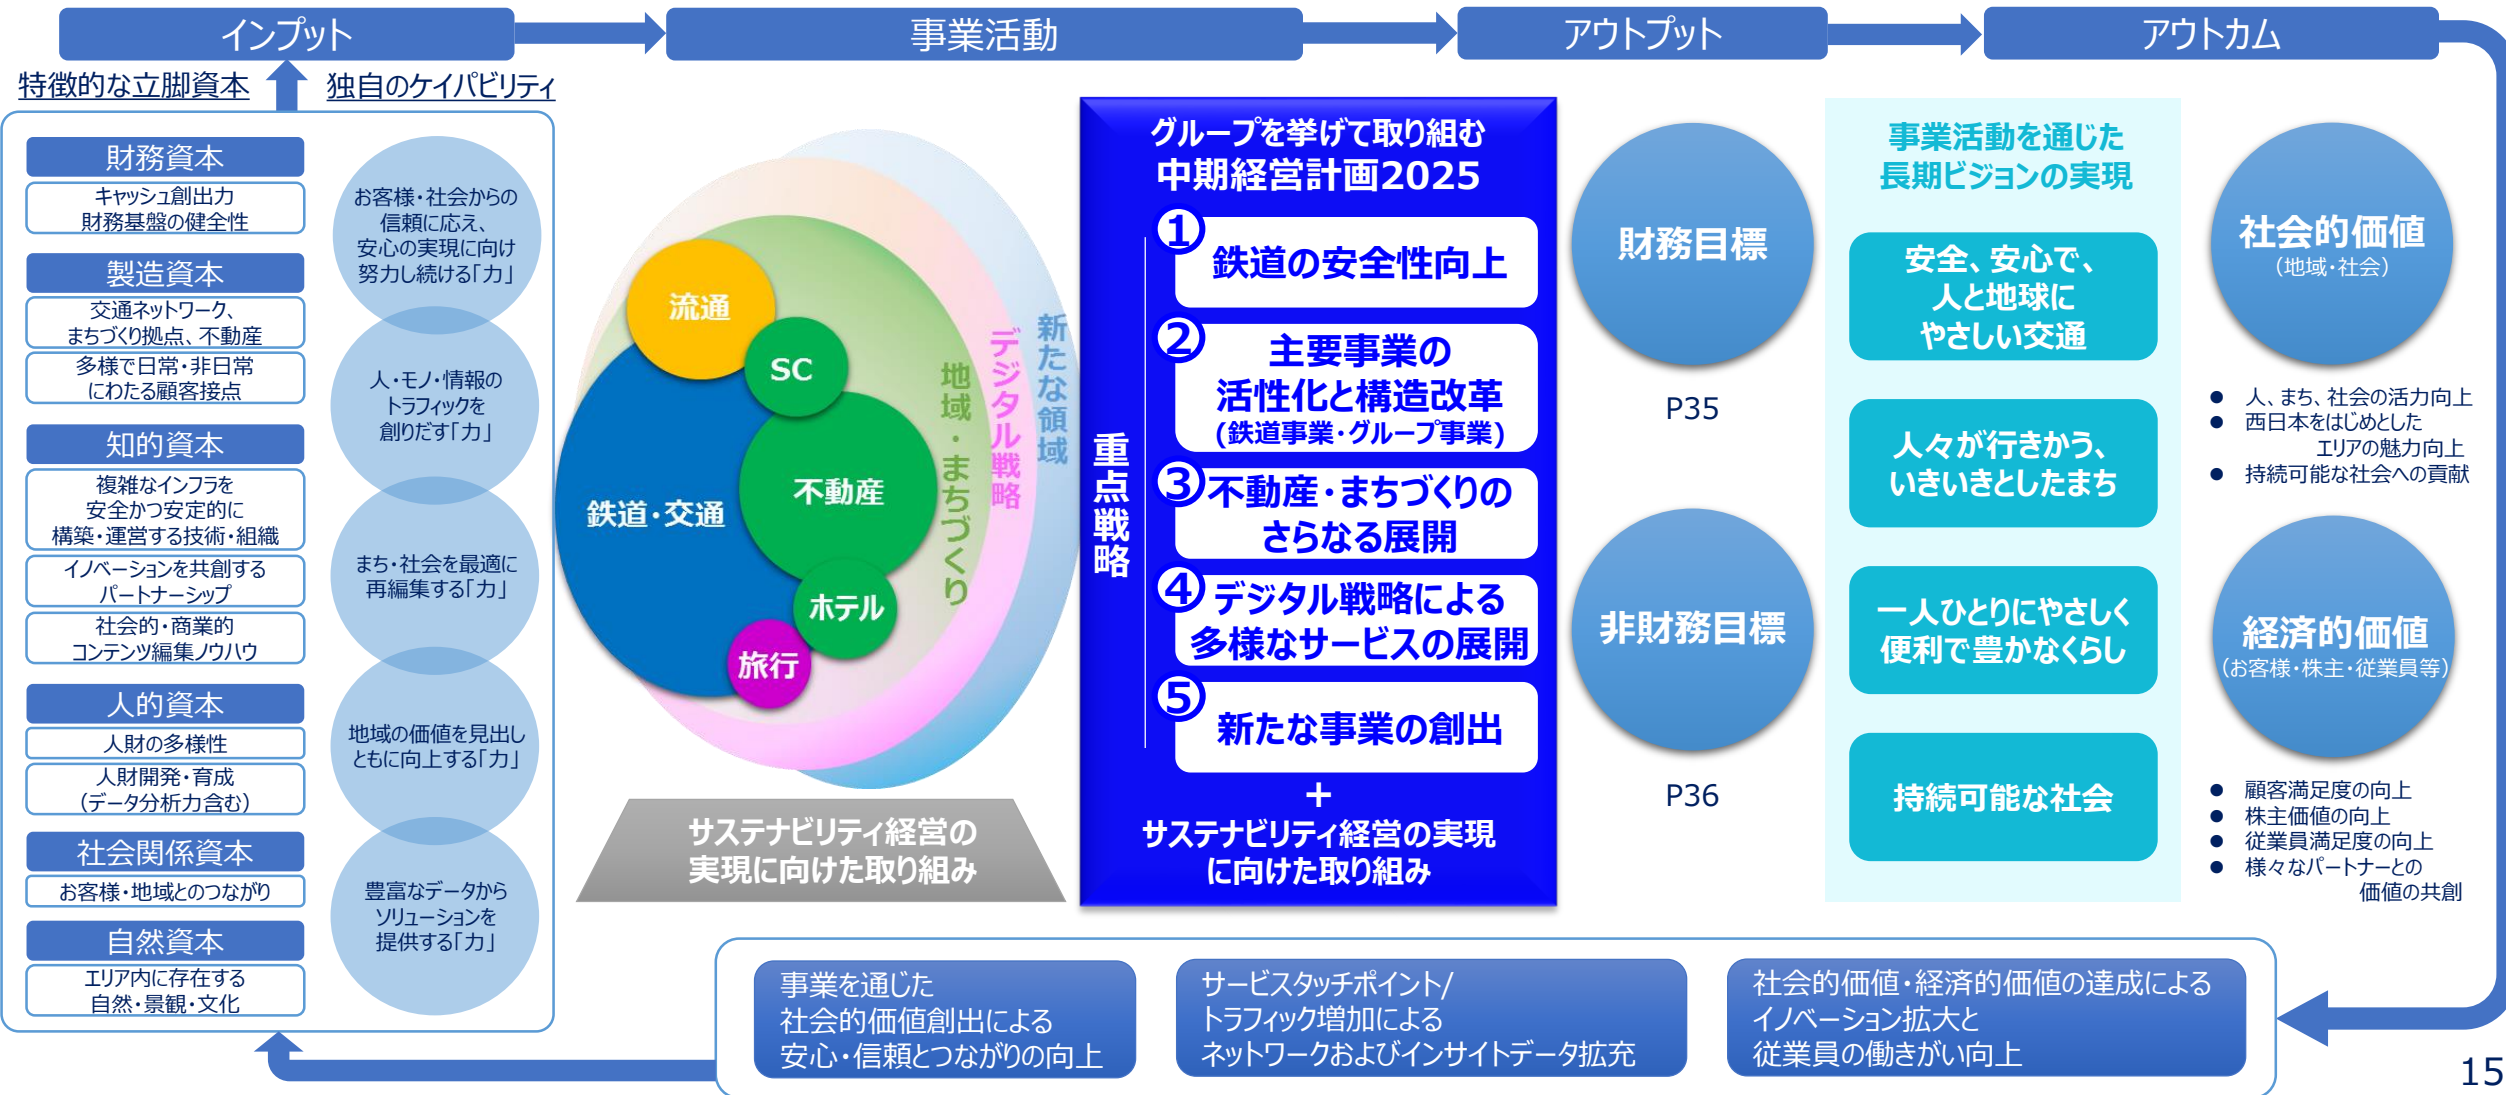 インプット
事業活動
アウトプット
アウトカム
特徴的な立脚資本
独自のケイパビリティ
財務資本
キャッシュ創出力
財務基盤の健全性
製造資本
交通ネットワーク、
まちづくり拠点、不動産
多様で日常・非日常
にわたる顧客接点
知的資本
複雑なインフラを
安全かつ安定的に
構築・運営する技術・組織
イノベーションを共創する
パートナーシップ
社会的・商業的
コンテンツ編集ノウハウ
人的資本
人財の多様性
人財開発・育成
（データ分析力含む）
社会関係資本
お客様・地域とのつながり
自然資本
エリア内に存在する
自然・景観・文化
お客様・社会からの
信頼に応え、
安心の実現に向け
努力し続ける「力」
人・モノ・情報の
トラフィックを
創りだす「力」
まち・社会を最適に
再編集する「力」
地域の価値を見出し
ともに向上する「力」
豊富なデータから
ソリューションを
提供する「力」
流通
SC
不動産
鉄道・交通
ホテル
旅行
地域・まちづくり
デジタル戦略
新たな領域
サステナビリティ経営の
実現に向けた取り組み
グループを挙げて取り組む
中期経営計画2025
重点戦略
①
鉄道の安全性向上
②
主要事業の
活性化と構造改革
(鉄道事業・グループ事業)
③
不動産・まちづくりの
さらなる展開
④
デジタル戦略による
多様なサービスの展開
⑤
新たな事業の創出
+
サステナビリティ経営の実現
に向けた取り組み
財務目標
P35
非財務目標
P36
事業活動を通じた
長期ビジョンの実現
安全、安心で、
人と地球に
やさしい交通
人々が行きかう、
いきいきとしたまち
一人ひとりにやさしく
便利で豊かなくらし
持続可能な社会
社会的価値
（地域・社会）
● 人、まち、社会の活力向上
● 西日本をはじめとした
エリアの魅力向上
● 持続可能な社会への貢献
経済的価値
（お客様・株主・従業員等）
● 顧客満足度の向上
● 株主価値の向上
● 従業員満足度の向上
● 様々なパートナーとの
価値の共創
事業を通じた
社会的価値創出による
安心・信頼とつながりの向上
サービスタッチポイント/
トラフィック増加による
ネットワークおよびインサイトデータ拡充
社会的価値・経済的価値の達成による
イノベーション拡大と
従業員の働きがい向上
15